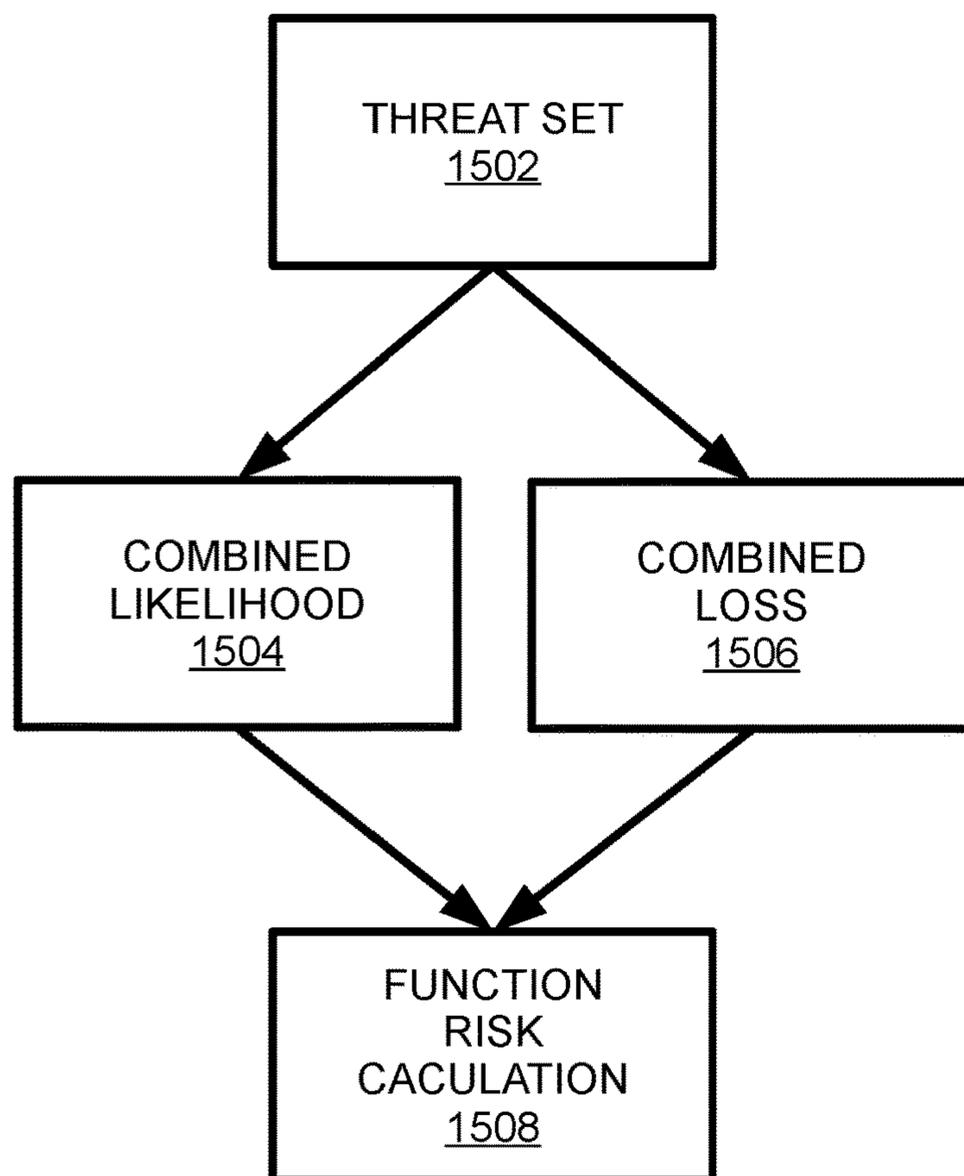 THREAT SET
1502
COMBINED
LIKELIHOOD
1504
COMBINED
LOSS
1506
FUNCTION
RISK
CACULATION
1508